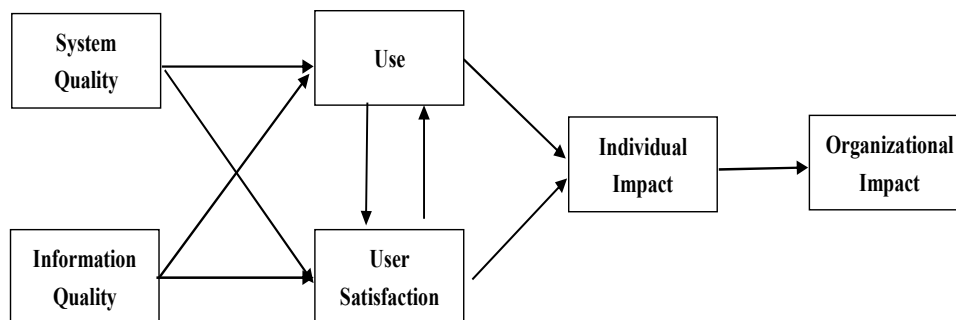 System
Quality
Use
Individual
Impact
Organizational
Impact
Information
Quality
User
Satisfaction